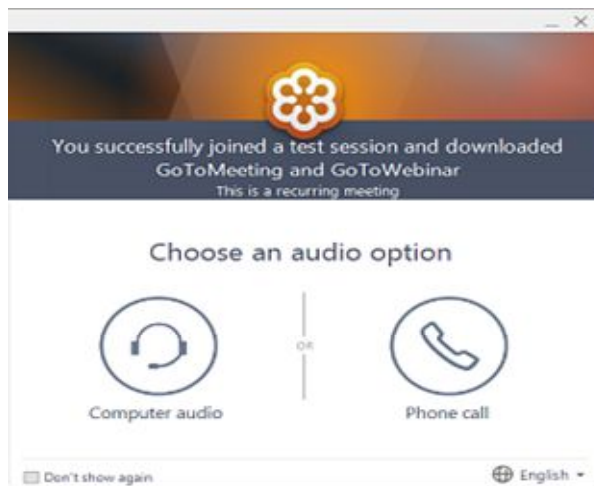 You successfully joined a test session and downloaded
GoToMeeting and GoToWebinar
This is a recurring meeting
Choose an audio option
OR
Computer audio
Phone call
Don't show again
English